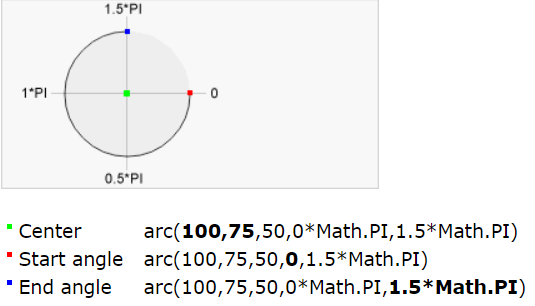 1.5*PI
1*PI
0
0.5*PI
Center arc(100,75,50,0*Math.PI,1.5*Math.PI)
Start angle arc(100,75,50,0,1.5*Math.PI)
End angle arc(100,75,50,0*Math.PI,1.5*Math.PI)